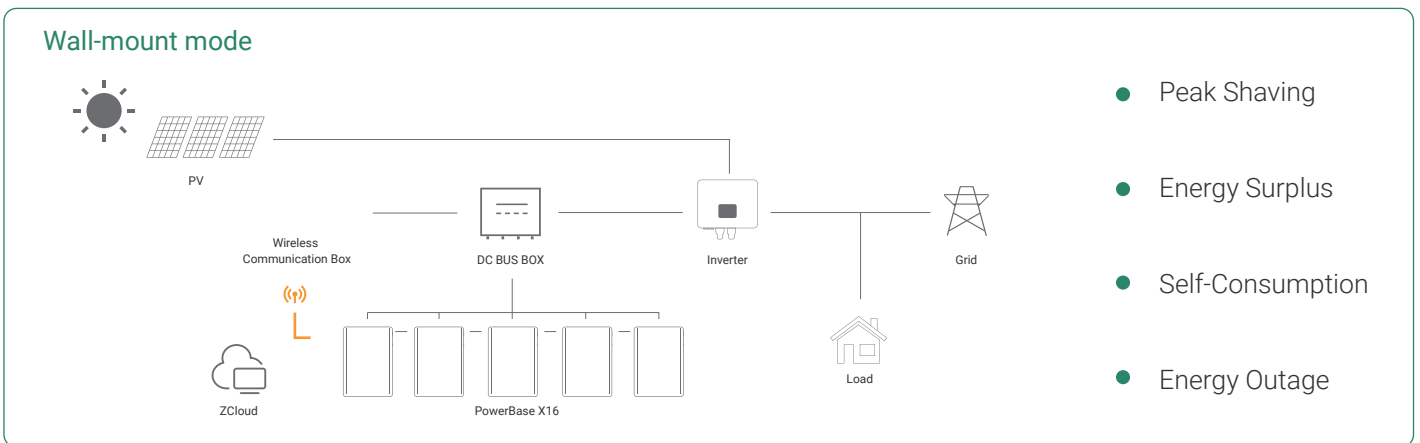 Wall-mount mode
PV
Wireless
Communication Box
DC BUS BOX
Inverter
Grid
ZCloud
PowerBase X16
Load
Peak Shaving
Energy Surplus
Self-Consumption
Energy Outage